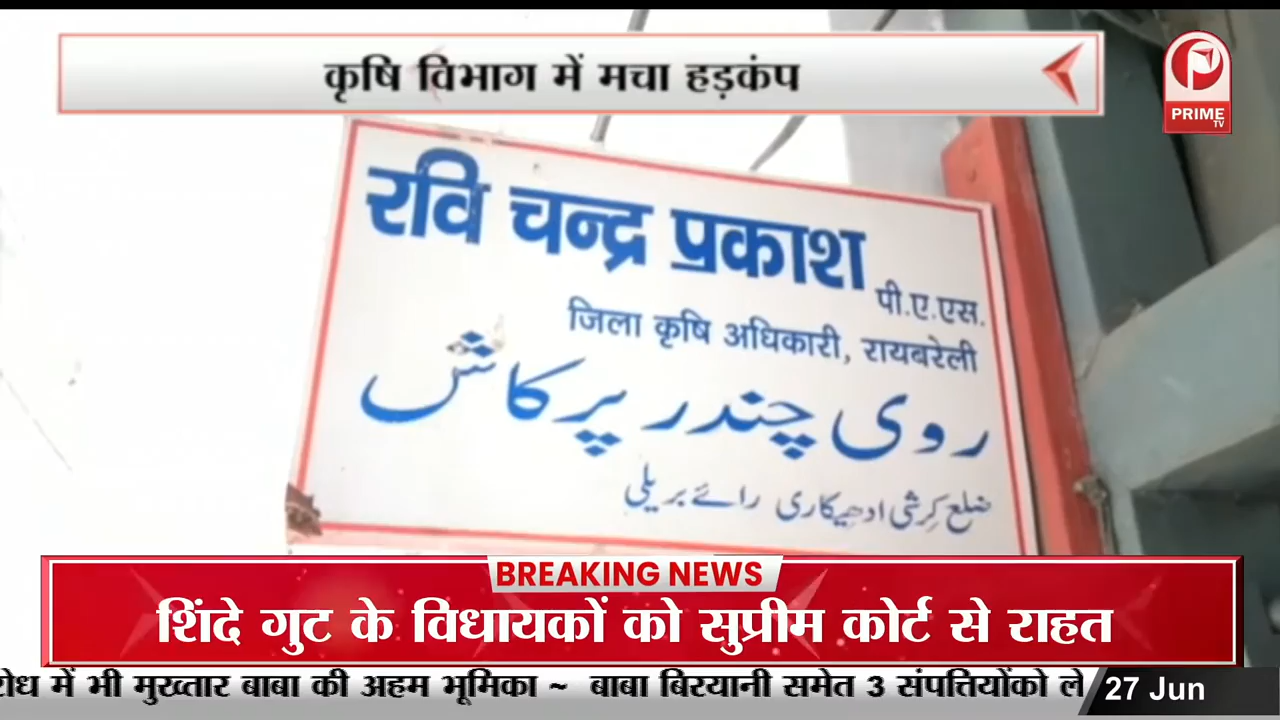 कृषि विभाग में मचा हड़कंप
PRIME
TV
रवि चन्द्र प्रकाश
पी.ए.एस.
जिला कृषि अधिकारी, रायबरेली
روی چندر پرکاش
ضلع کرشی ادھیکاری رائے بریلی
BREAKING NEWS
शिंदे गुट के विधायकों को सुप्रीम कोर्ट से राहत
रोध में भी मुख्तार बाबा की अहम भूमिका ~ बाबा बिरयानी समेत 3 संपत्तियोंको ले
27 Jun